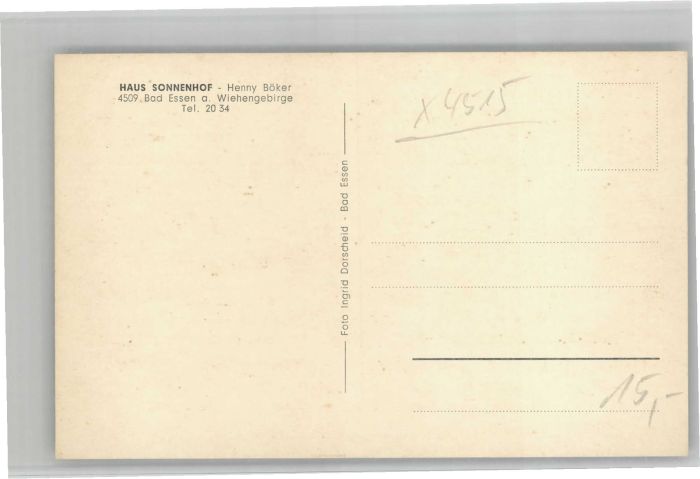 HAUS SONNENHOF - Henny Böker
4509 Bad Essen a. Wiehengebirge
Tel. 20 34
x 4515
Foto Ingrid Dorscheid - Bad Essen
15,-